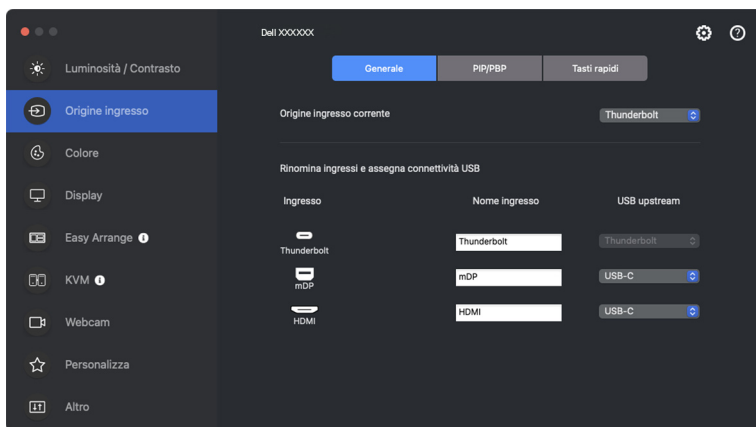 Dell XXXXXX
Luminosità / Contrasto
Origine ingresso
Colore
Display
Easy Arrange
KVM
Webcam
Personalizza
Altro
Generale
PIP/PBP
Tasti rapidi
Origine ingresso corrente
Thunderbolt
Rinomina ingressi e assegna connettività USB
Ingresso
Nome ingresso
USB upstream
Thunderbolt
Thunderbolt
Thunderbolt
mDP
mDP
USB-C
HDMI
HDMI
USB-C